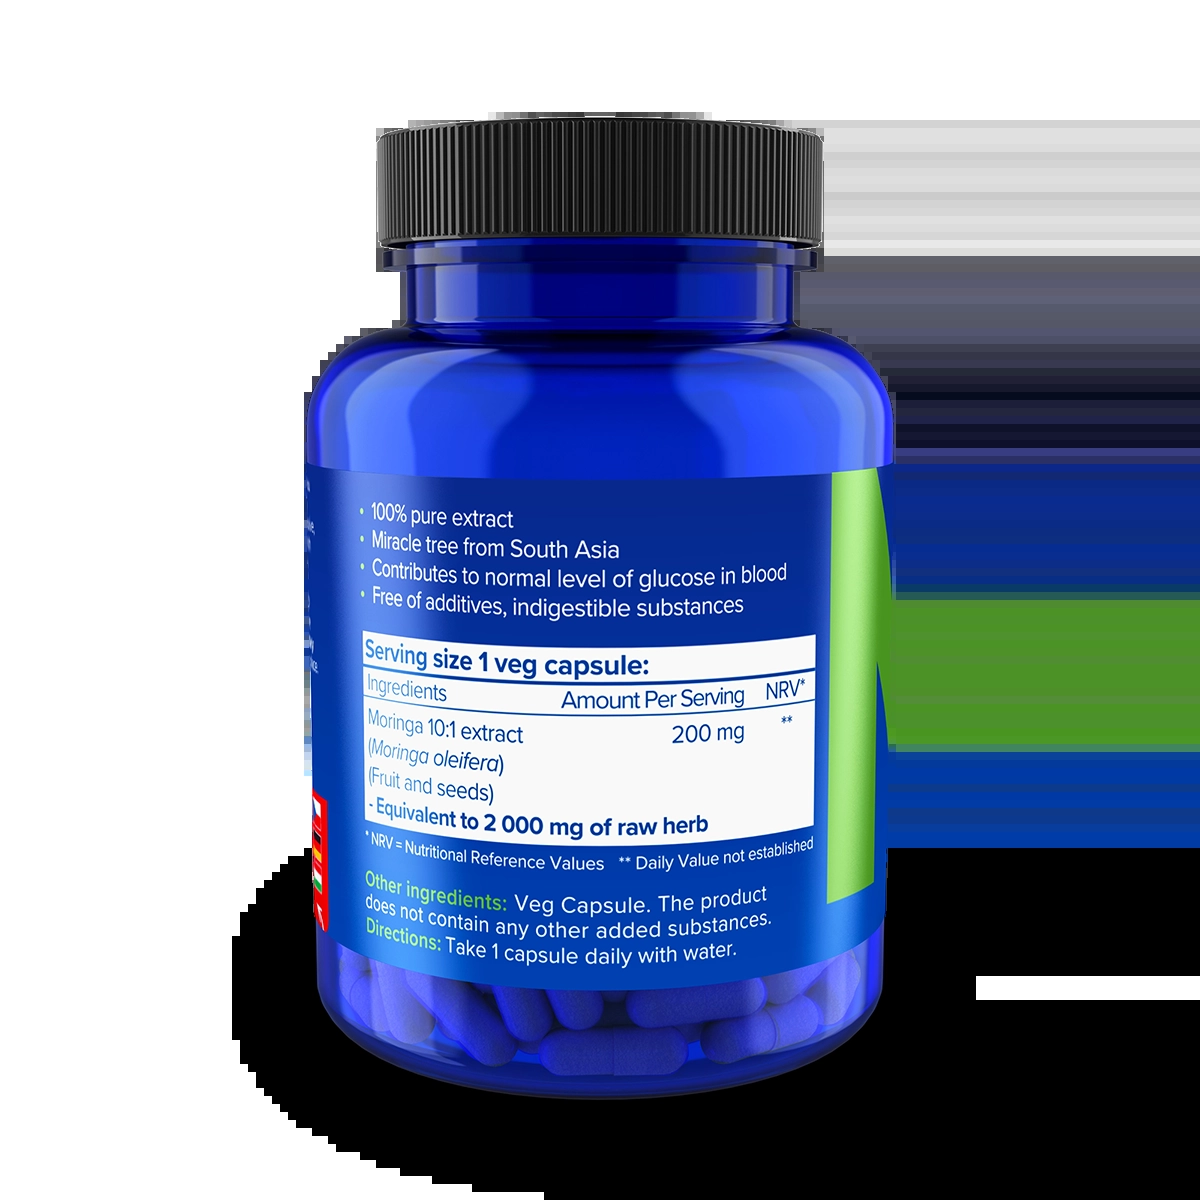 • 100% pure extract
• Miracle tree from South Asia
• Contributes to normal level of glucose in blood
• Free of additives, indigestible substances
Serving size 1 veg capsule:
Ingredients Amount Per Serving NRV*
Moringa 10:1 extract 200 mg **
(Moringa oleifera)
(Fruit and seeds)
- Equivalent to 2 000 mg of raw herb
* NRV = Nutritional Reference Values ** Daily Value not established
Other ingredients: Veg Capsule. The product
does not contain any other added substances.
Directions: Take 1 capsule daily with water.